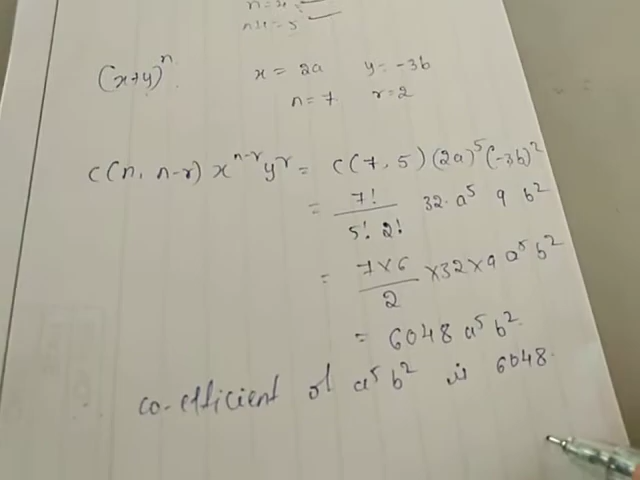 n-r=5
(x+y)^n x = 2a y = -3b
n = 7 r = 2
c(n, n-r) x^{n-r} y^r = c(7, 5) (2a)^5 (-3b)^2
= 7!/5! 2! 32 · a^5 9 b^2
= 7×6/2 ×32×9 a^5 b^2
= 6048 a^5 b^2
co-efficient of a^5 b^2 is 6048.